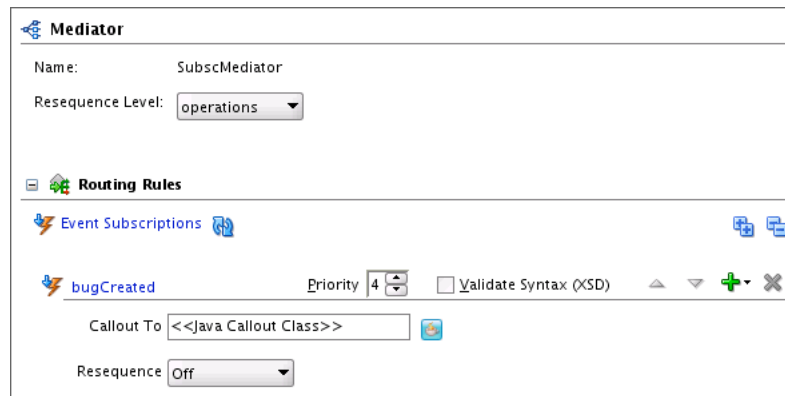 Mediator
Name: SubscMediator
Resequence Level: operations
Routing Rules
Event Subscriptions
bugCreated Priority 4 Validate Syntax (XSD)
Callout To <<Java Callout Class>>
Resequence Off